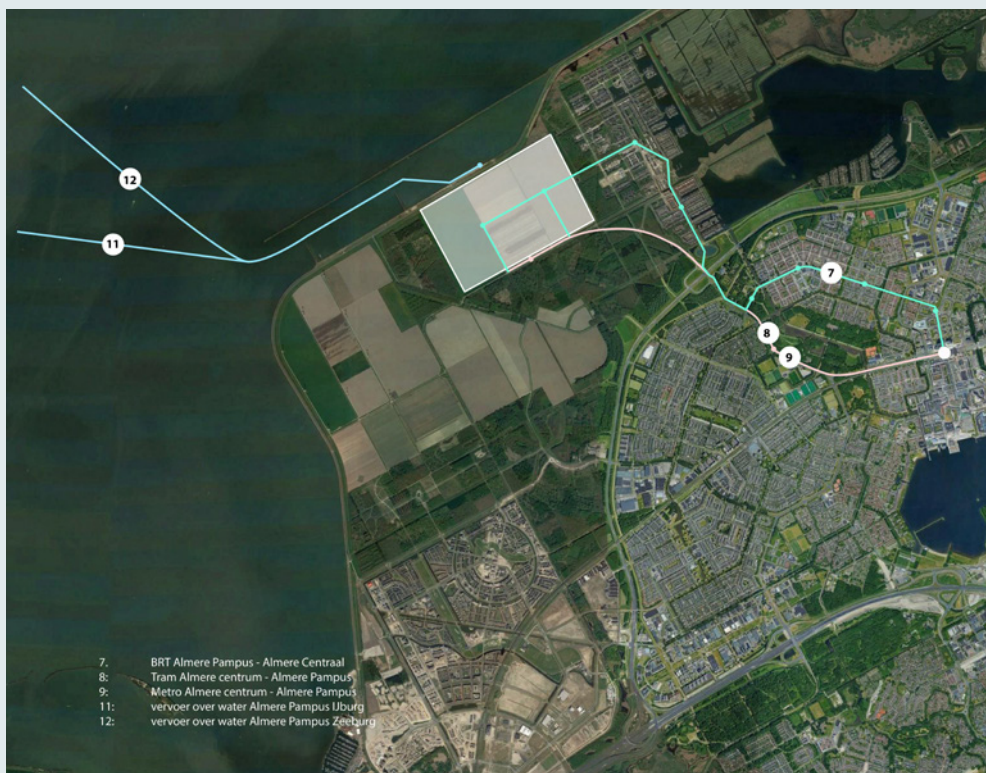 12
11
7
8
9
7. BRT Almere Pampus - Almere Centraal
8: Tram Almere centrum - Almere Pampus
9: Metro Almere centrum - Almere Pampus
11: vervoer over water Almere Pampus IJburg
12: vervoer over water Almere Pampus Zeeburg